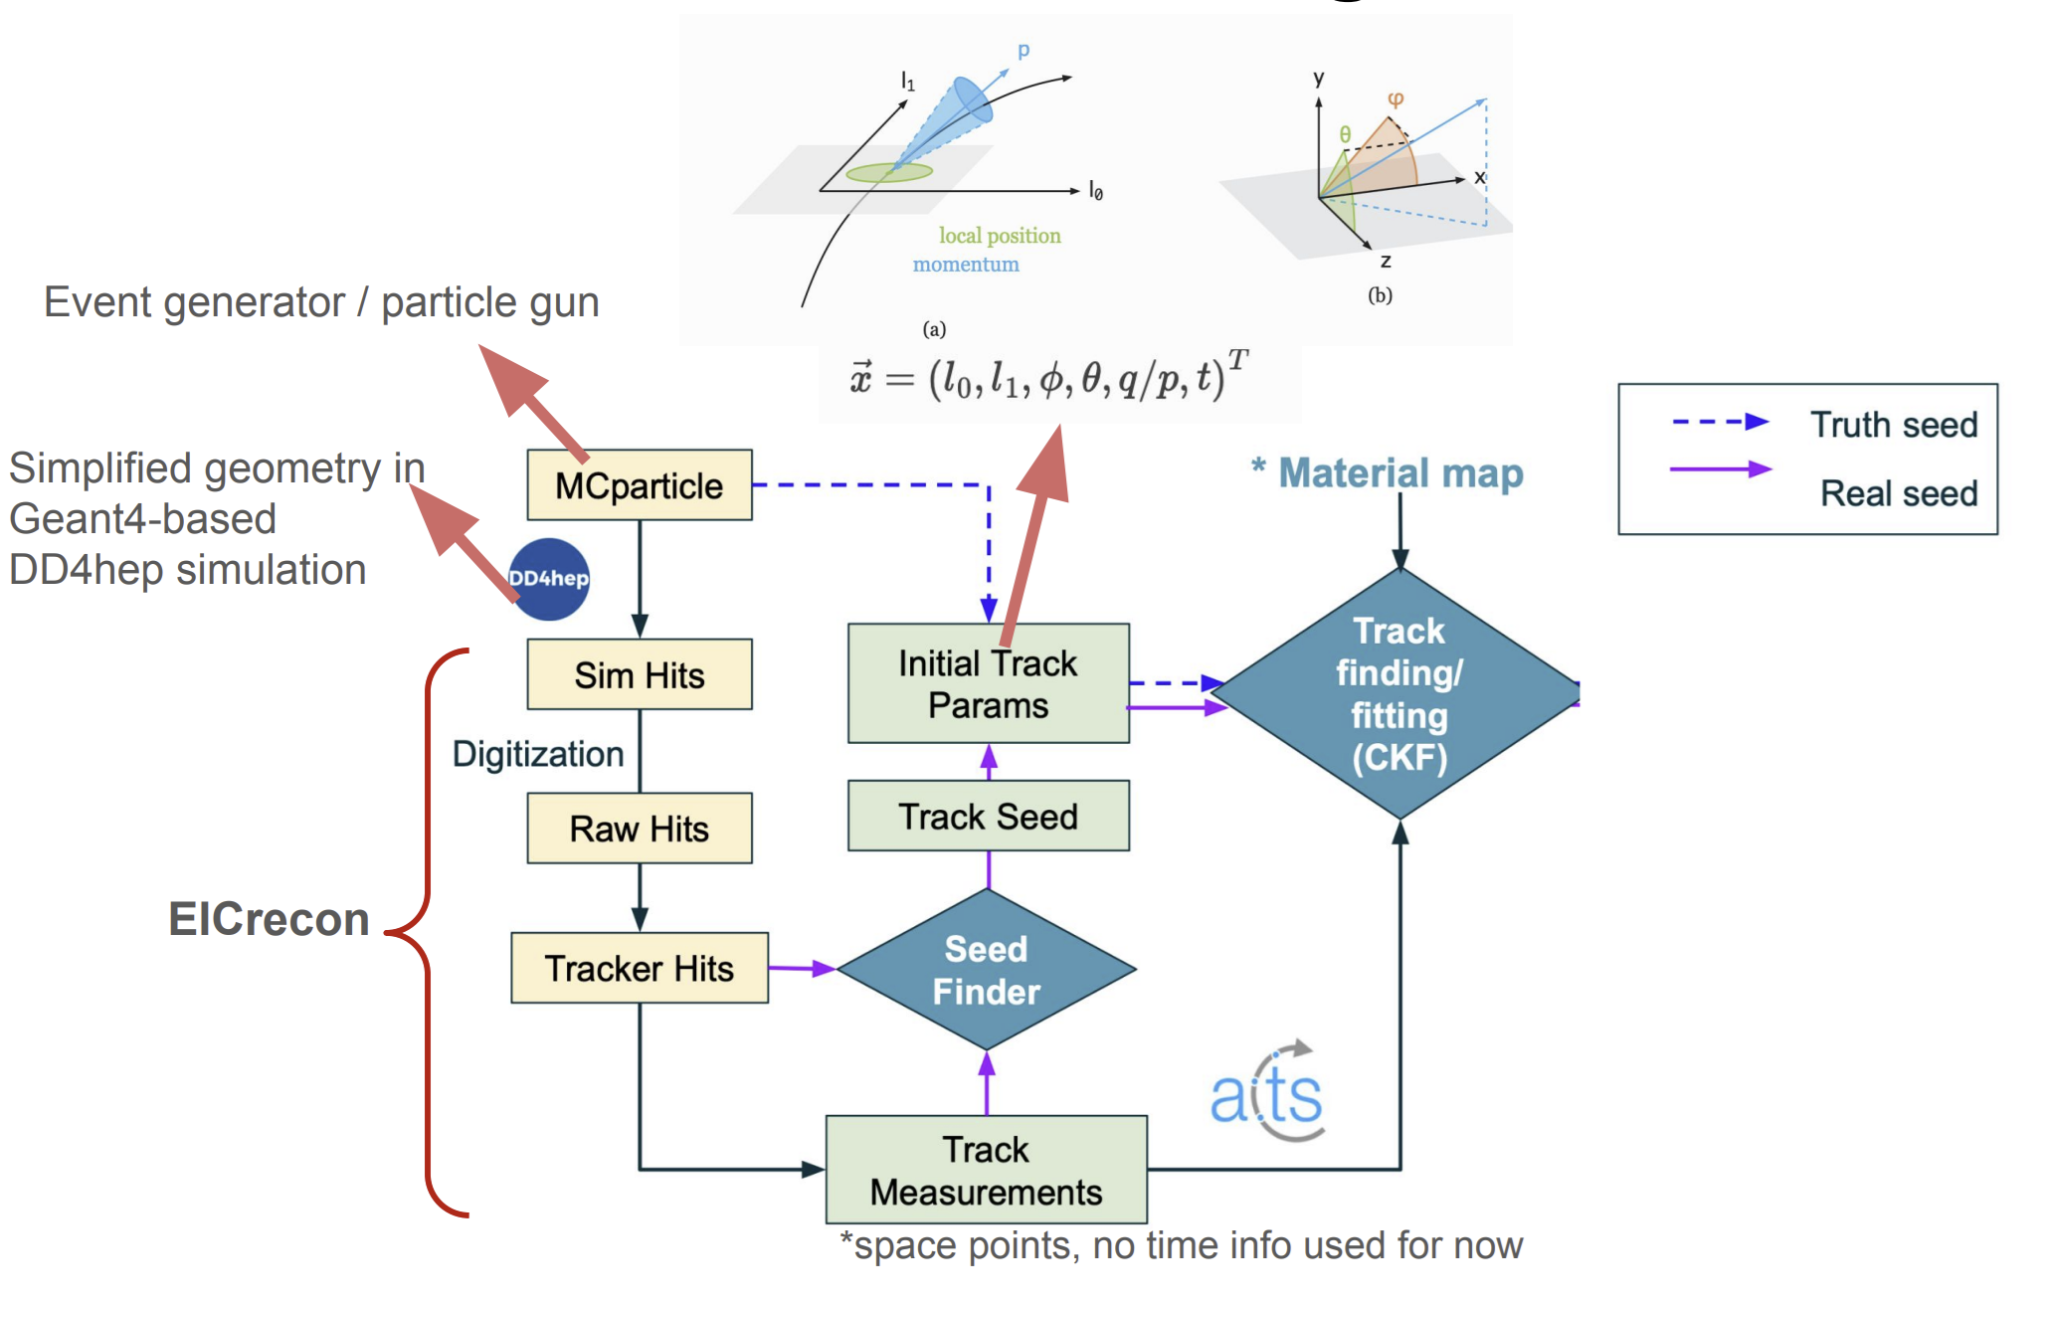 p
l₁
l₀
local position
momentum
(a)
y
φ
θ
x
z
(b)
Event generator / particle gun
x⃗ = (l₀, l₁, ϕ, θ, q/p, t)ᵀ
Truth seed
Real seed
Simplified geometry in
Geant4-based
DD4hep simulation
MCparticle
* Material map
DD4hep
Sim Hits
Initial Track
Params
Track
finding/
fitting
(CKF)
Digitization
Raw Hits
Track Seed
EICrecon
Tracker Hits
Seed
Finder
acts
Track
Measurements
*space points, no time info used for now